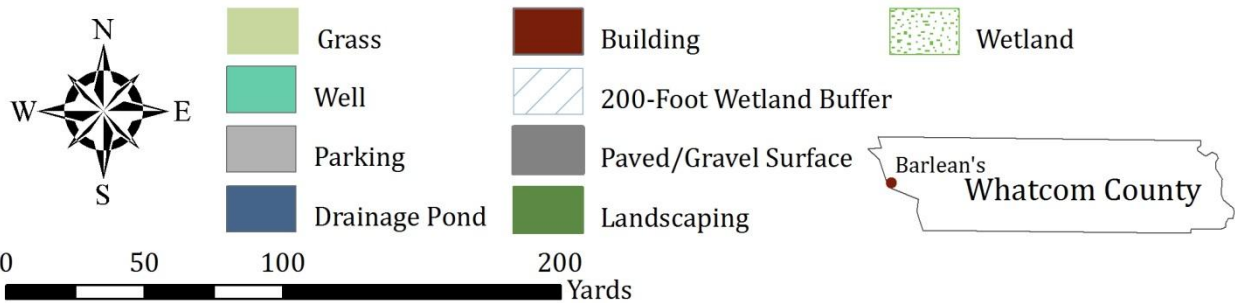 N
W E
S
Grass
Well
Parking
Drainage Pond
Building
200-Foot Wetland Buffer
Paved/Gravel Surface
Landscaping
Wetland
Barlean's
Whatcom County
0 50 100 200
Yards